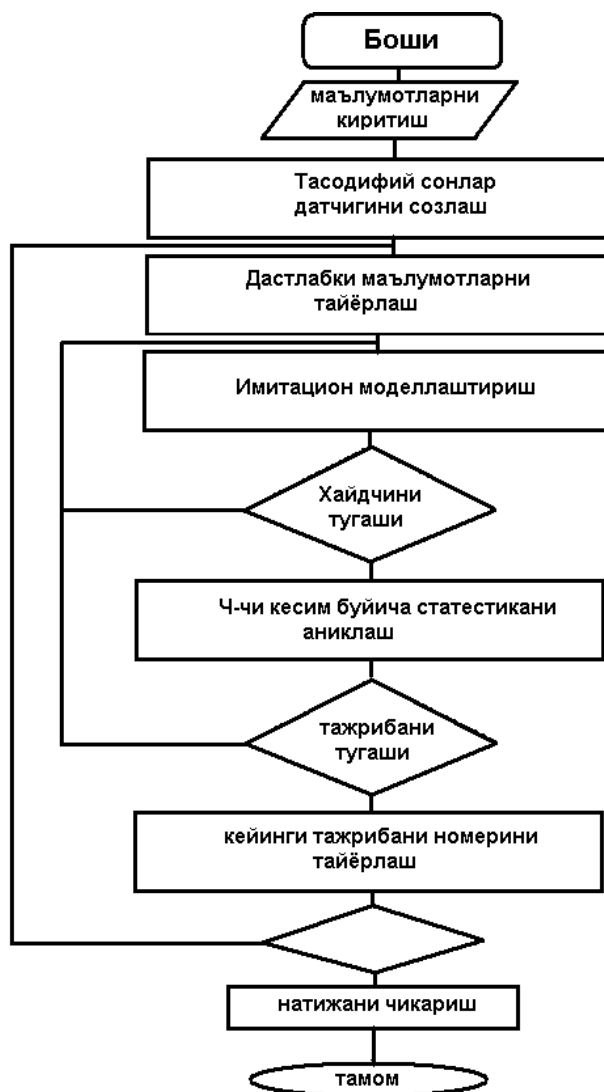 Боши
маълумотларни
киритиш
Тасодифий сонлар
датчигини созлаш
Дастлабки маълумотларни
тайёрлаш
Имитацион моделлаштириш
Хайдчини
тугаши
Ч-чи кесим буйича статестикани
аниклаш
тажрибани
тугаши
кейинги тажрибани номерини
тайёрлаш
натижани чикариш
тамом